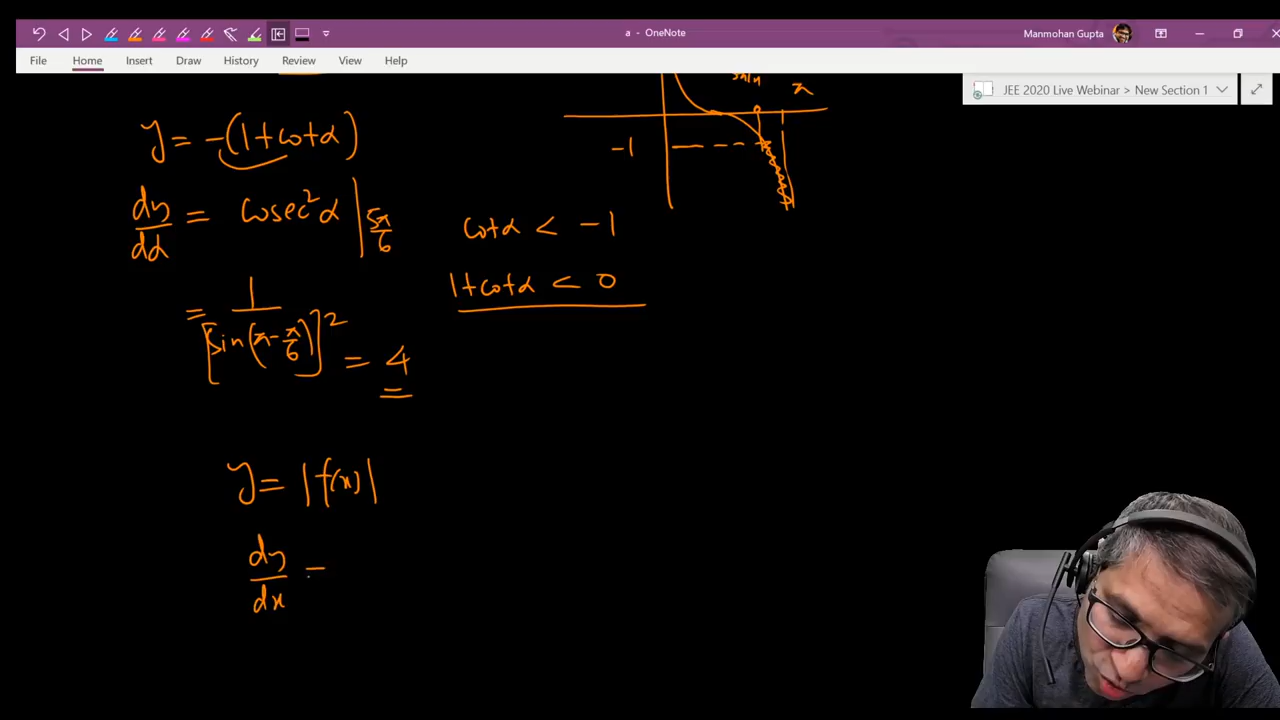 a - OneNote
Manmohan Gupta
File Home Insert Draw History Review View Help
JEE 2020 Live Webinar > New Section 1
π
-1
y = -(1+cotα)
dy/dα = cosec²α | 5π/6
cotα < -1
1+cotα < 0
= 1/[sin(π-π/6)]² = 4
y = |f(x)|
dy/dx =